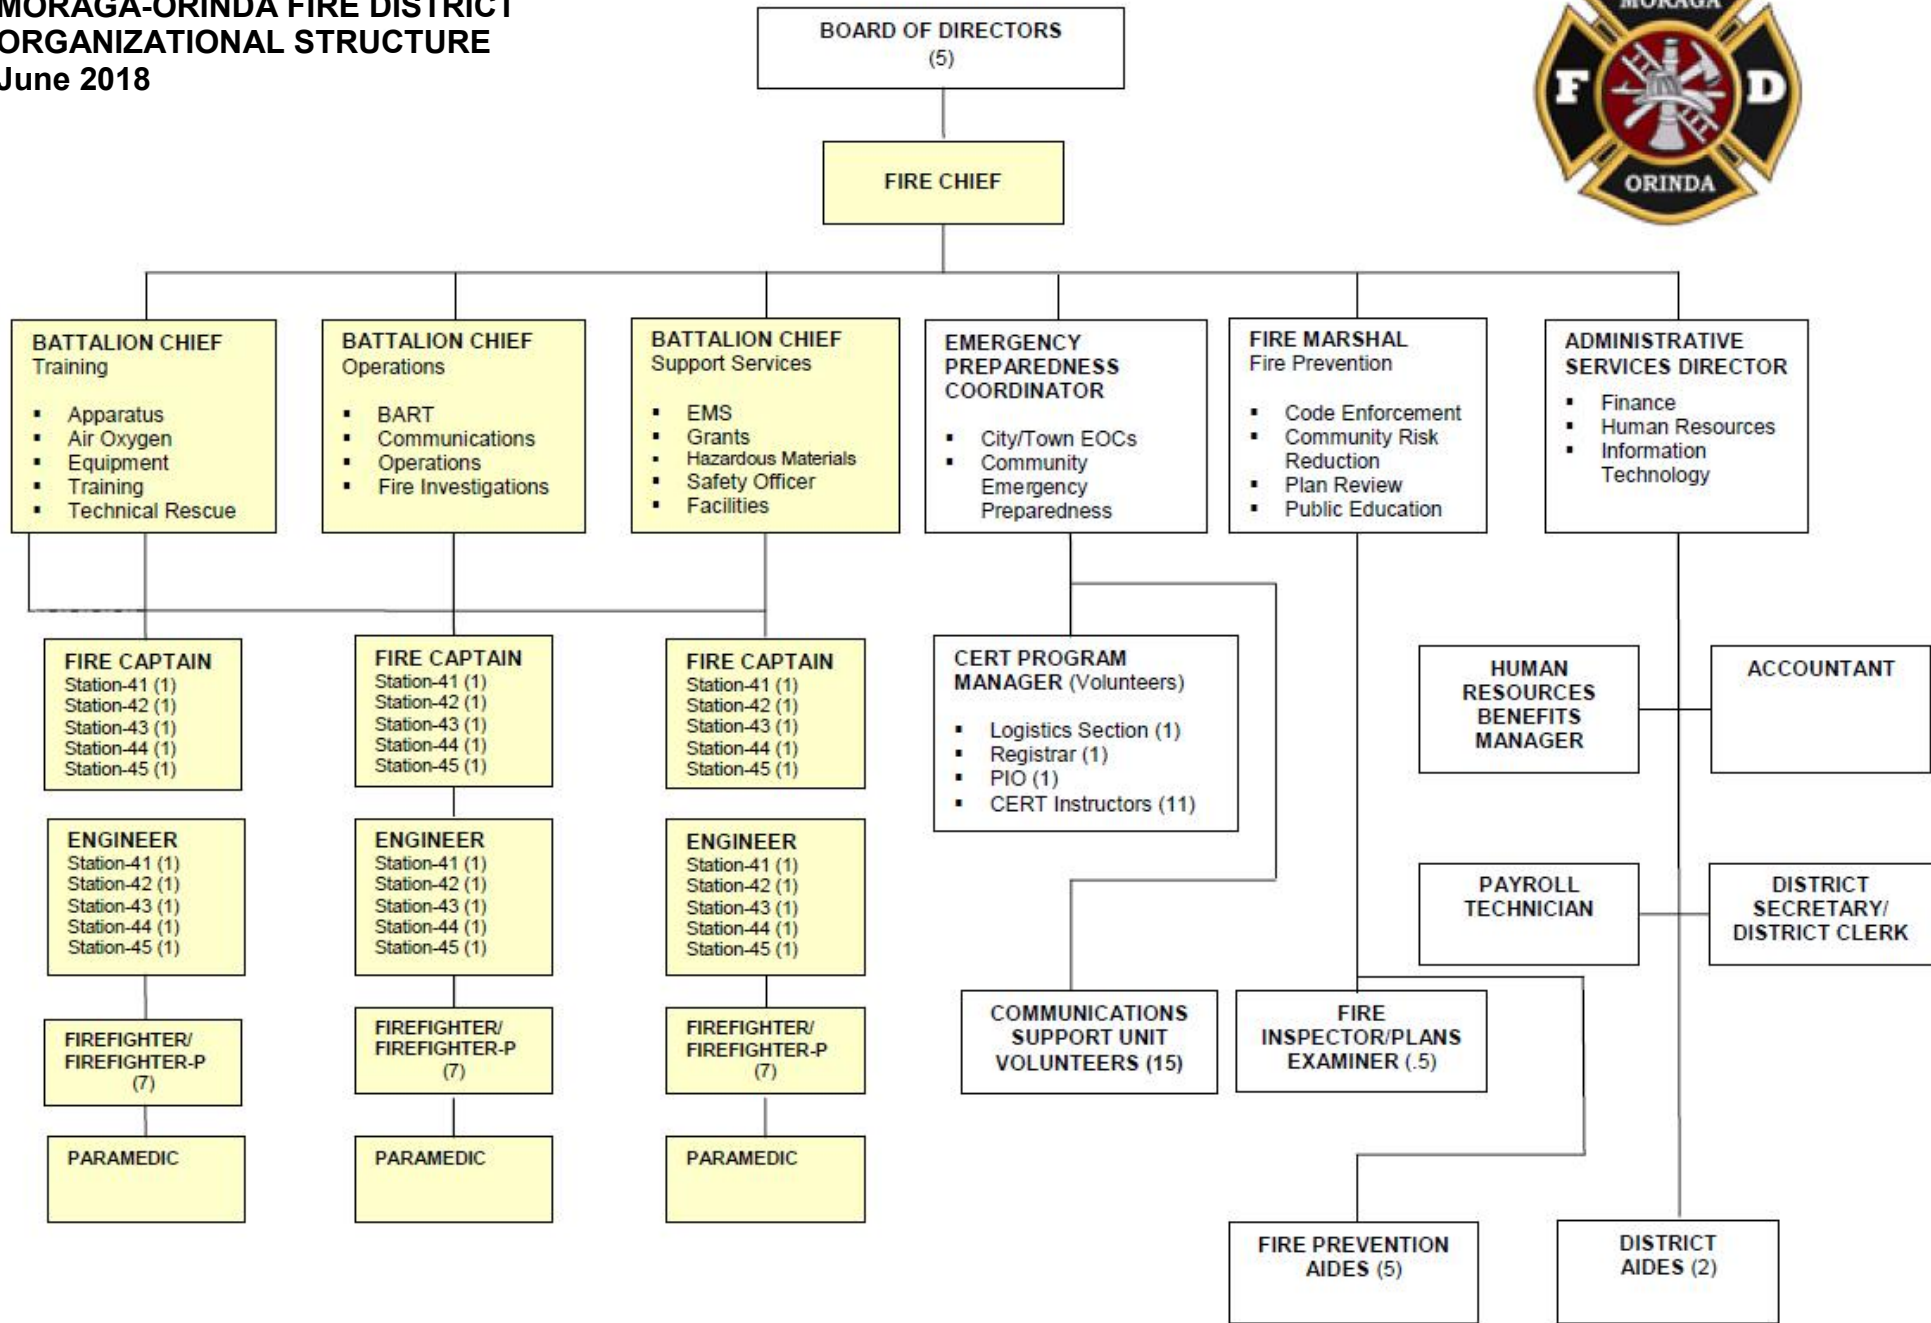 MORAGA-ORINDA FIRE DISTRICT
ORGANIZATIONAL STRUCTURE
June 2018
MORAGA
F D
ORINDA
BOARD OF DIRECTORS
(5)
FIRE CHIEF
BATTALION CHIEF
Training
▪ Apparatus
▪ Air Oxygen
▪ Equipment
▪ Training
▪ Technical Rescue
BATTALION CHIEF
Operations
▪ BART
▪ Communications
▪ Operations
▪ Fire Investigations
BATTALION CHIEF
Support Services
▪ EMS
▪ Grants
▪ Hazardous Materials
▪ Safety Officer
▪ Facilities
EMERGENCY
PREPAREDNESS
COORDINATOR
▪ City/Town EOCs
▪ Community
Emergency
Preparedness
FIRE MARSHAL
Fire Prevention
▪ Code Enforcement
▪ Community Risk
Reduction
▪ Plan Review
▪ Public Education
ADMINISTRATIVE
SERVICES DIRECTOR
▪ Finance
▪ Human Resources
▪ Information
Technology
FIRE CAPTAIN
Station-41 (1)
Station-42 (1)
Station-43 (1)
Station-44 (1)
Station-45 (1)
FIRE CAPTAIN
Station-41 (1)
Station-42 (1)
Station-43 (1)
Station-44 (1)
Station-45 (1)
FIRE CAPTAIN
Station-41 (1)
Station-42 (1)
Station-43 (1)
Station-44 (1)
Station-45 (1)
CERT PROGRAM
MANAGER (Volunteers)
▪ Logistics Section (1)
▪ Registrar (1)
▪ PIO (1)
▪ CERT Instructors (11)
HUMAN
RESOURCES
BENEFITS
MANAGER
ACCOUNTANT
ENGINEER
Station-41 (1)
Station-42 (1)
Station-43 (1)
Station-44 (1)
Station-45 (1)
ENGINEER
Station-41 (1)
Station-42 (1)
Station-43 (1)
Station-44 (1)
Station-45 (1)
ENGINEER
Station-41 (1)
Station-42 (1)
Station-43 (1)
Station-44 (1)
Station-45 (1)
PAYROLL
TECHNICIAN
DISTRICT
SECRETARY/
DISTRICT CLERK
FIREFIGHTER/
FIREFIGHTER-P
(7)
FIREFIGHTER/
FIREFIGHTER-P
(7)
FIREFIGHTER/
FIREFIGHTER-P
(7)
COMMUNICATIONS
SUPPORT UNIT
VOLUNTEERS (15)
FIRE
INSPECTOR/PLANS
EXAMINER (.5)
PARAMEDIC
PARAMEDIC
PARAMEDIC
FIRE PREVENTION
AIDES (5)
DISTRICT
AIDES (2)